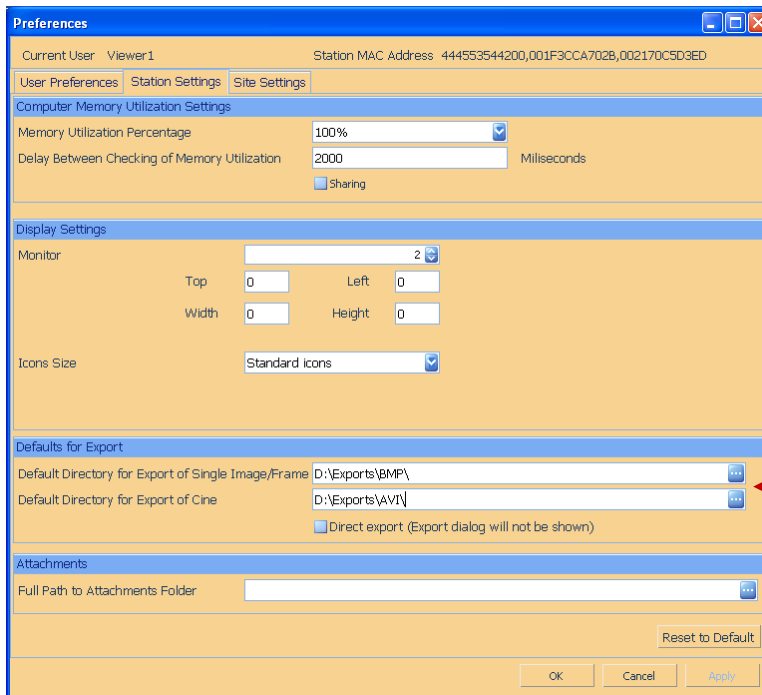 Preferences
Current User Viewer1 Station MAC Address 444553544200,001F3CCA702B,002170C5D3ED
User Preferences Station Settings Site Settings
Computer Memory Utilization Settings
Memory Utilization Percentage 100%
Delay Between Checking of Memory Utilization 2000 Miliseconds
Sharing
Display Settings
Monitor 2
Top 0 Left 0
Width 0 Height 0
Icons Size Standard icons
Defaults for Export
Default Directory for Export of Single Image/Frame D:\Exports\BMP\
Default Directory for Export of Cine D:\Exports\AVI\
Direct export (Export dialog will not be shown)
Attachments
Full Path to Attachments Folder
Reset to Default
OK Cancel Apply